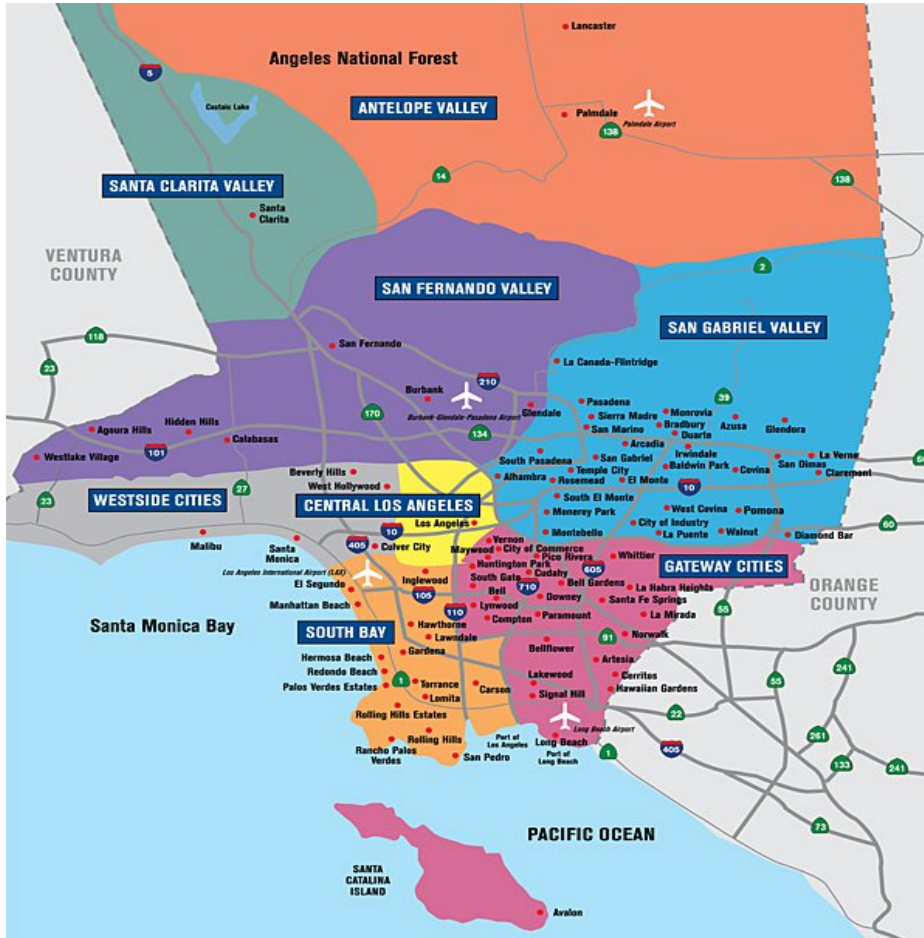 Lancaster
Angeles National Forest
5
ANTELOPE VALLEY
Castaic Lake
Palmdale
Palmdale Airport
138
14
138
SANTA CLARITA VALLEY
Santa
Clarita
VENTURA
COUNTY
2
SAN FERNANDO VALLEY
SAN GABRIEL VALLEY
118
San Fernando
23
La Canada-Flintridge
210
Burbank
39
Burbank-Glendale-Pasadena Airport
170
134
Glendale
Pasadena
Sierra Madre
San Marino
Monrovia
Bradbury
Duarte
Azusa
Glendora
Agoura Hills
Hidden Hills
Calabasas
101
Westlake Village
Arcadia
Irwindale
South Pasadena
San Gabriel
Baldwin Park
La Verne
San Dimas
60
Beverly Hills
West Hollywood
Alhambra
Temple City
Rosemead
El Monte
Covina
Claremont
10
23
27
WESTSIDE CITIES
CENTRAL LOS ANGELES
South El Monte
Monerey Park
West Covina
Pomona
Los Angeles
City of Industry
10
405
Culver City
Montebello
La Puente
Walnut
60
Diamond Bar
Malibu
Santa
Monica
Vernon
Maywood
City of Commerce
Pico Rivera
Whittier
Los Angeles International Airport (LAX)
Huntington Park
605
GATEWAY CITIES
El Segundo
Inglewood
South Gate
Cudahy
Bell Gardens
La Habra Heights
ORANGE
COUNTY
105
710
Bell
Downey
Santa Fe Springs
Manhattan Beach
110
Lynwood
55
Santa Monica Bay
SOUTH BAY
Hawthorne
Compton
Paramount
La Mirada
Lawndale
91
Norwalk
Gardena
Bellflower
Hermosa Beach
Artesia
Redondo Beach
241
Palos Verdes Estates
1
Torrance
Carson
Lakewood
Cerritos
55
Lomita
Signal Hill
Hawaiian Gardens
Rolling Hills Estates
22
Long Beach Airport
Rolling Hills
Port of
Los Angeles
Long Beach
261
Rancho Palos
Verdes
San Pedro
Port of
Long Beach
1
405
133
241
73
PACIFIC OCEAN
SANTA
CATALINA
ISLAND
Avalon